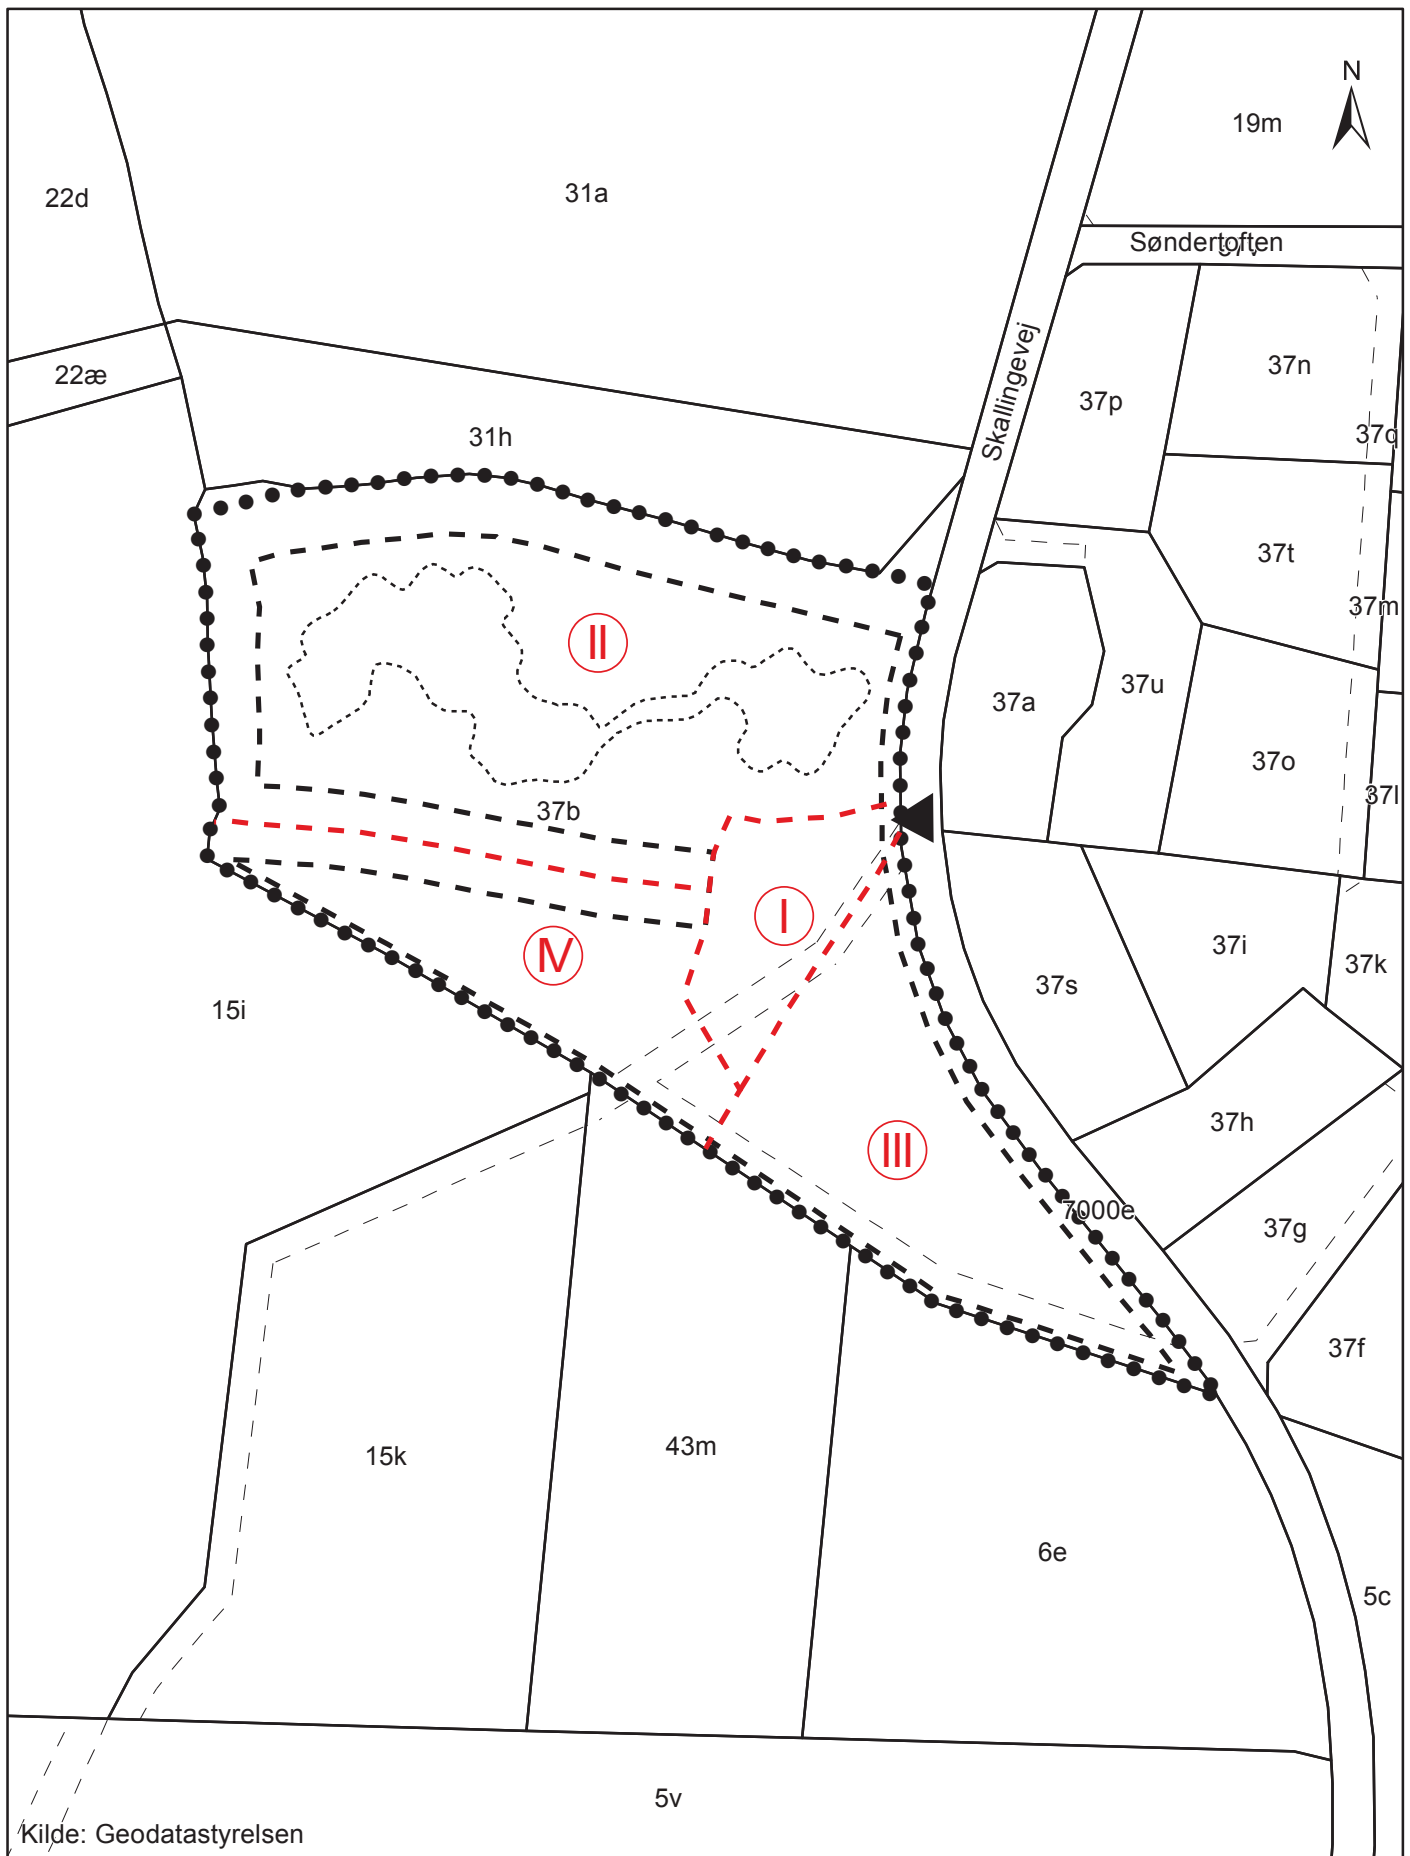 N
19m
22d
31a
Søndertoften
37v
Skallingevej
22æ
37n
37p
31h
37q
37t
37m
II
37u
37a
37o
37l
37b
I
IV
37i
37k
37s
15i
37h
III
7000e
37g
37f
15k
43m
6e
5c
5v
Kilde: Geodatastyrelsen